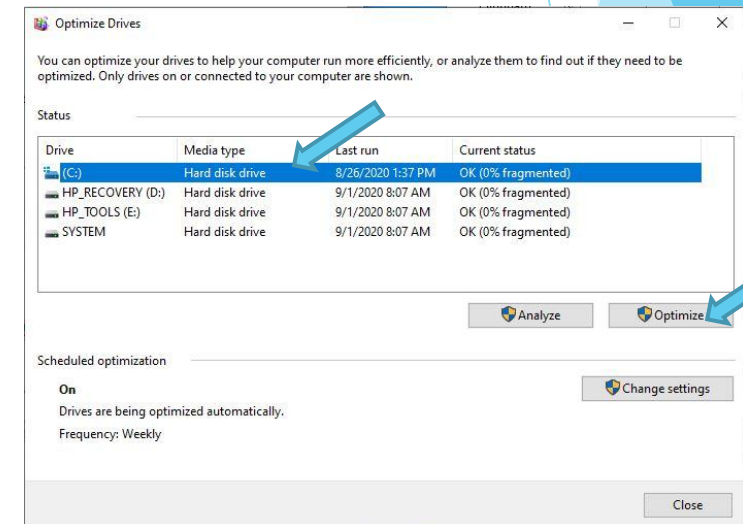 Optimize Drives
You can optimize your drives to help your computer run more efficiently, or analyze them to find out if they need to be
optimized. Only drives on or connected to your computer are shown.
Status
Drive Media type Last run Current status
(C:) Hard disk drive 8/26/2020 1:37 PM OK (0% fragmented)
HP_RECOVERY (D:) Hard disk drive 9/1/2020 8:07 AM OK (0% fragmented)
HP_TOOLS (E:) Hard disk drive 9/1/2020 8:07 AM OK (0% fragmented)
SYSTEM Hard disk drive 9/1/2020 8:07 AM OK (0% fragmented)
Analyze Optimize
Scheduled optimization
On Change settings
Drives are being optimized automatically.
Frequency: Weekly
Close